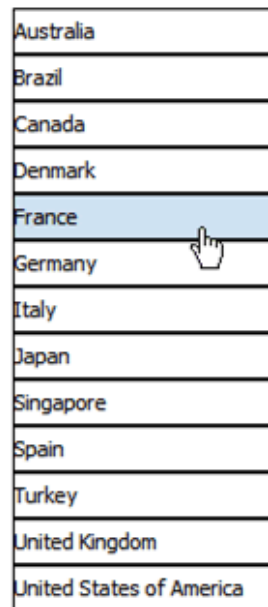 Australia
Brazil
Canada
Denmark
France
Germany
Italy
Japan
Singapore
Spain
Turkey
United Kingdom
United States of America